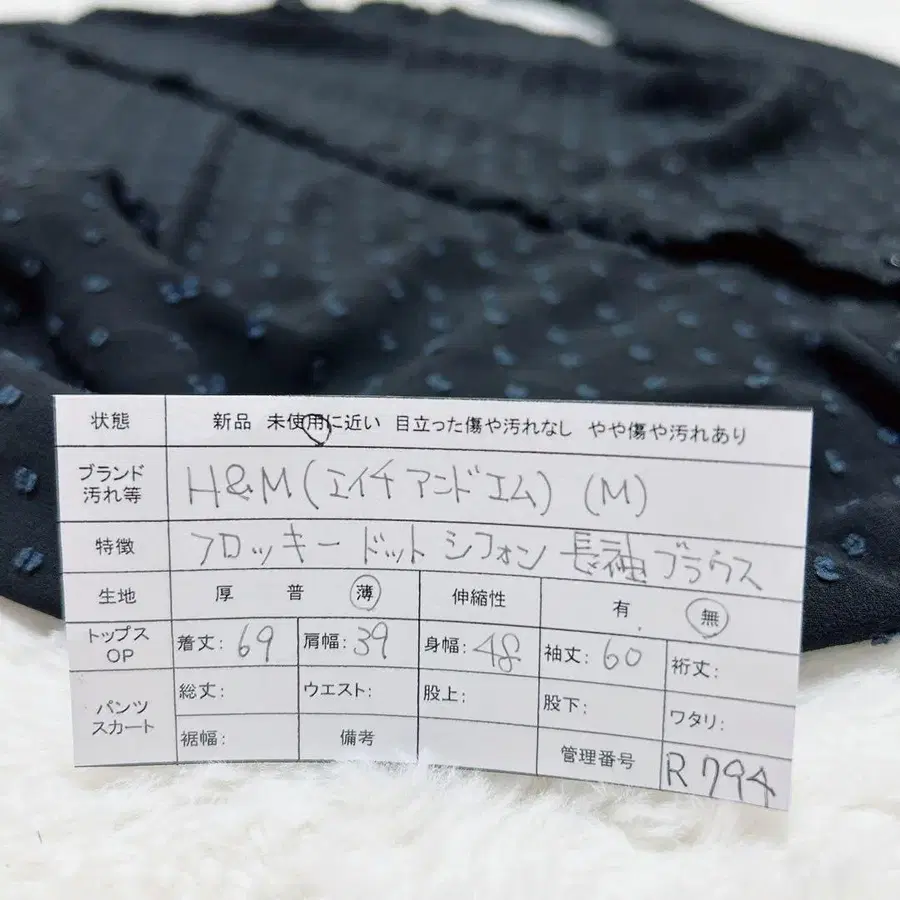 状態 新品 未使用に近い 目立った傷や汚れなし やや傷や汚れあり
ブランド
汚れ等 H&M(エイチアンドエム) (M)
特徴 フロッキードット シフォン 長袖ブラウス
生地 厚 普 薄 伸縮性 有 無
トップス
OP 着丈:69 肩幅:39 身幅:48 袖丈:60 裄丈:
パンツ
スカート 総丈: ウエスト: 股上: 股下: ワタリ:
裾幅: 備考 管理番号 R794